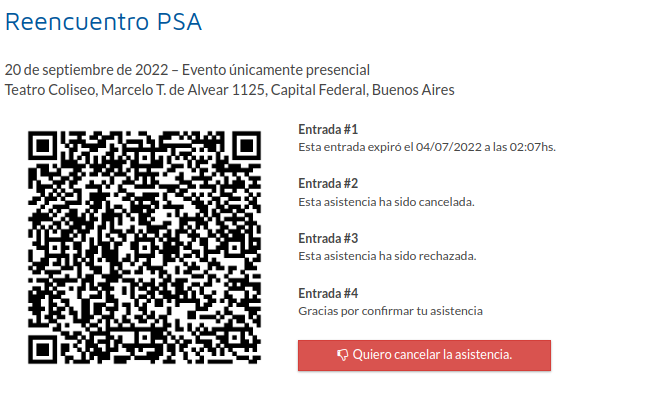 Reencuentro PSA
20 de septiembre de 2022 – Evento únicamente presencial
Teatro Coliseo, Marcelo T. de Alvear 1125, Capital Federal, Buenos Aires
Entrada #1
Esta entrada expiró el 04/07/2022 a las 02:07hs.
Entrada #2
Esta asistencia ha sido cancelada.
Entrada #3
Esta asistencia ha sido rechazada.
Entrada #4
Gracias por confirmar tu asistencia
Quiero cancelar la asistencia.